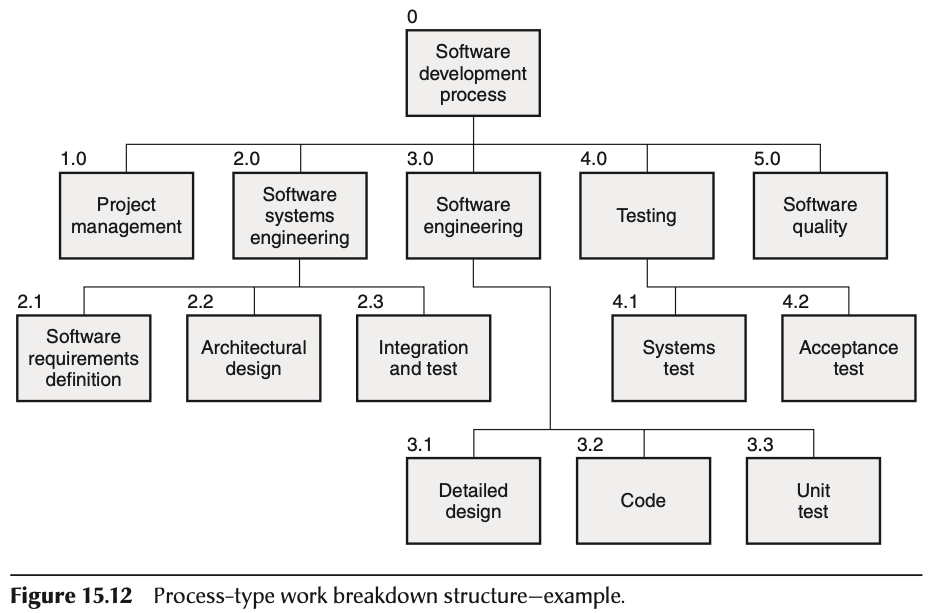 0
Software
development
process
1.0
Project
management
2.0
Software
systems
engineering
3.0
Software
engineering
4.0
Testing
5.0
Software
quality
2.1
Software
requirements
definition
2.2
Architectural
design
2.3
Integration
and test
4.1
Systems
test
4.2
Acceptance
test
3.1
Detailed
design
3.2
Code
3.3
Unit
test
Figure 15.12 Process-type work breakdown structure—example.